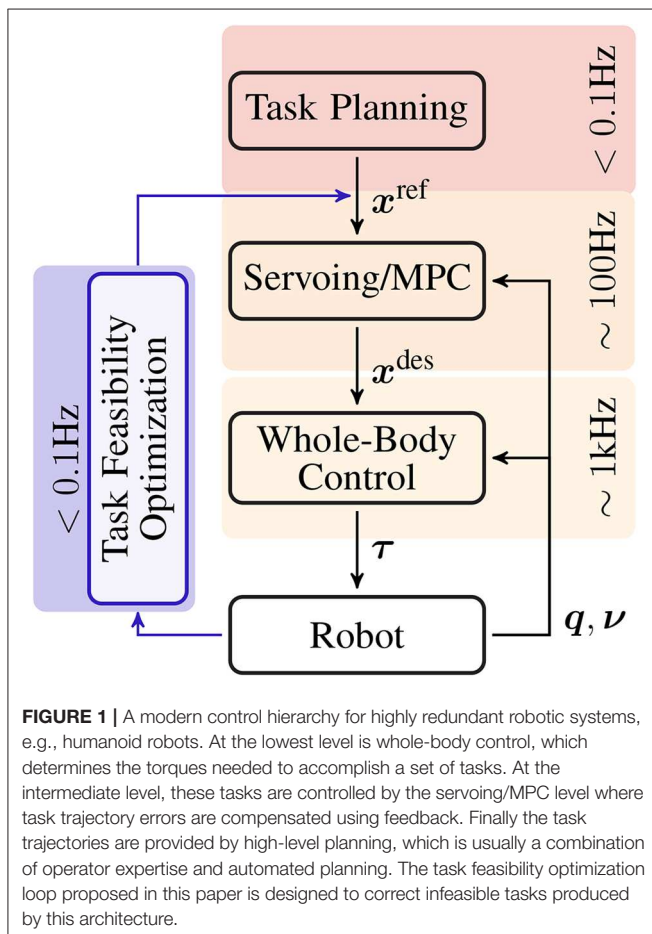 Task Planning
< 0.1Hz
x^ref
Servoing/MPC
~ 100Hz
x^des
Whole-Body
Control
~ 1kHz
τ
Robot
q, ν
Task Feasibility
Optimization
< 0.1Hz
FIGURE 1 | A modern control hierarchy for highly redundant robotic systems,
e.g., humanoid robots. At the lowest level is whole-body control, which
determines the torques needed to accomplish a set of tasks. At the
intermediate level, these tasks are controlled by the servoing/MPC level where
task trajectory errors are compensated using feedback. Finally the task
trajectories are provided by high-level planning, which is usually a combination
of operator expertise and automated planning. The task feasibility optimization
loop proposed in this paper is designed to correct infeasible tasks produced
by this architecture.